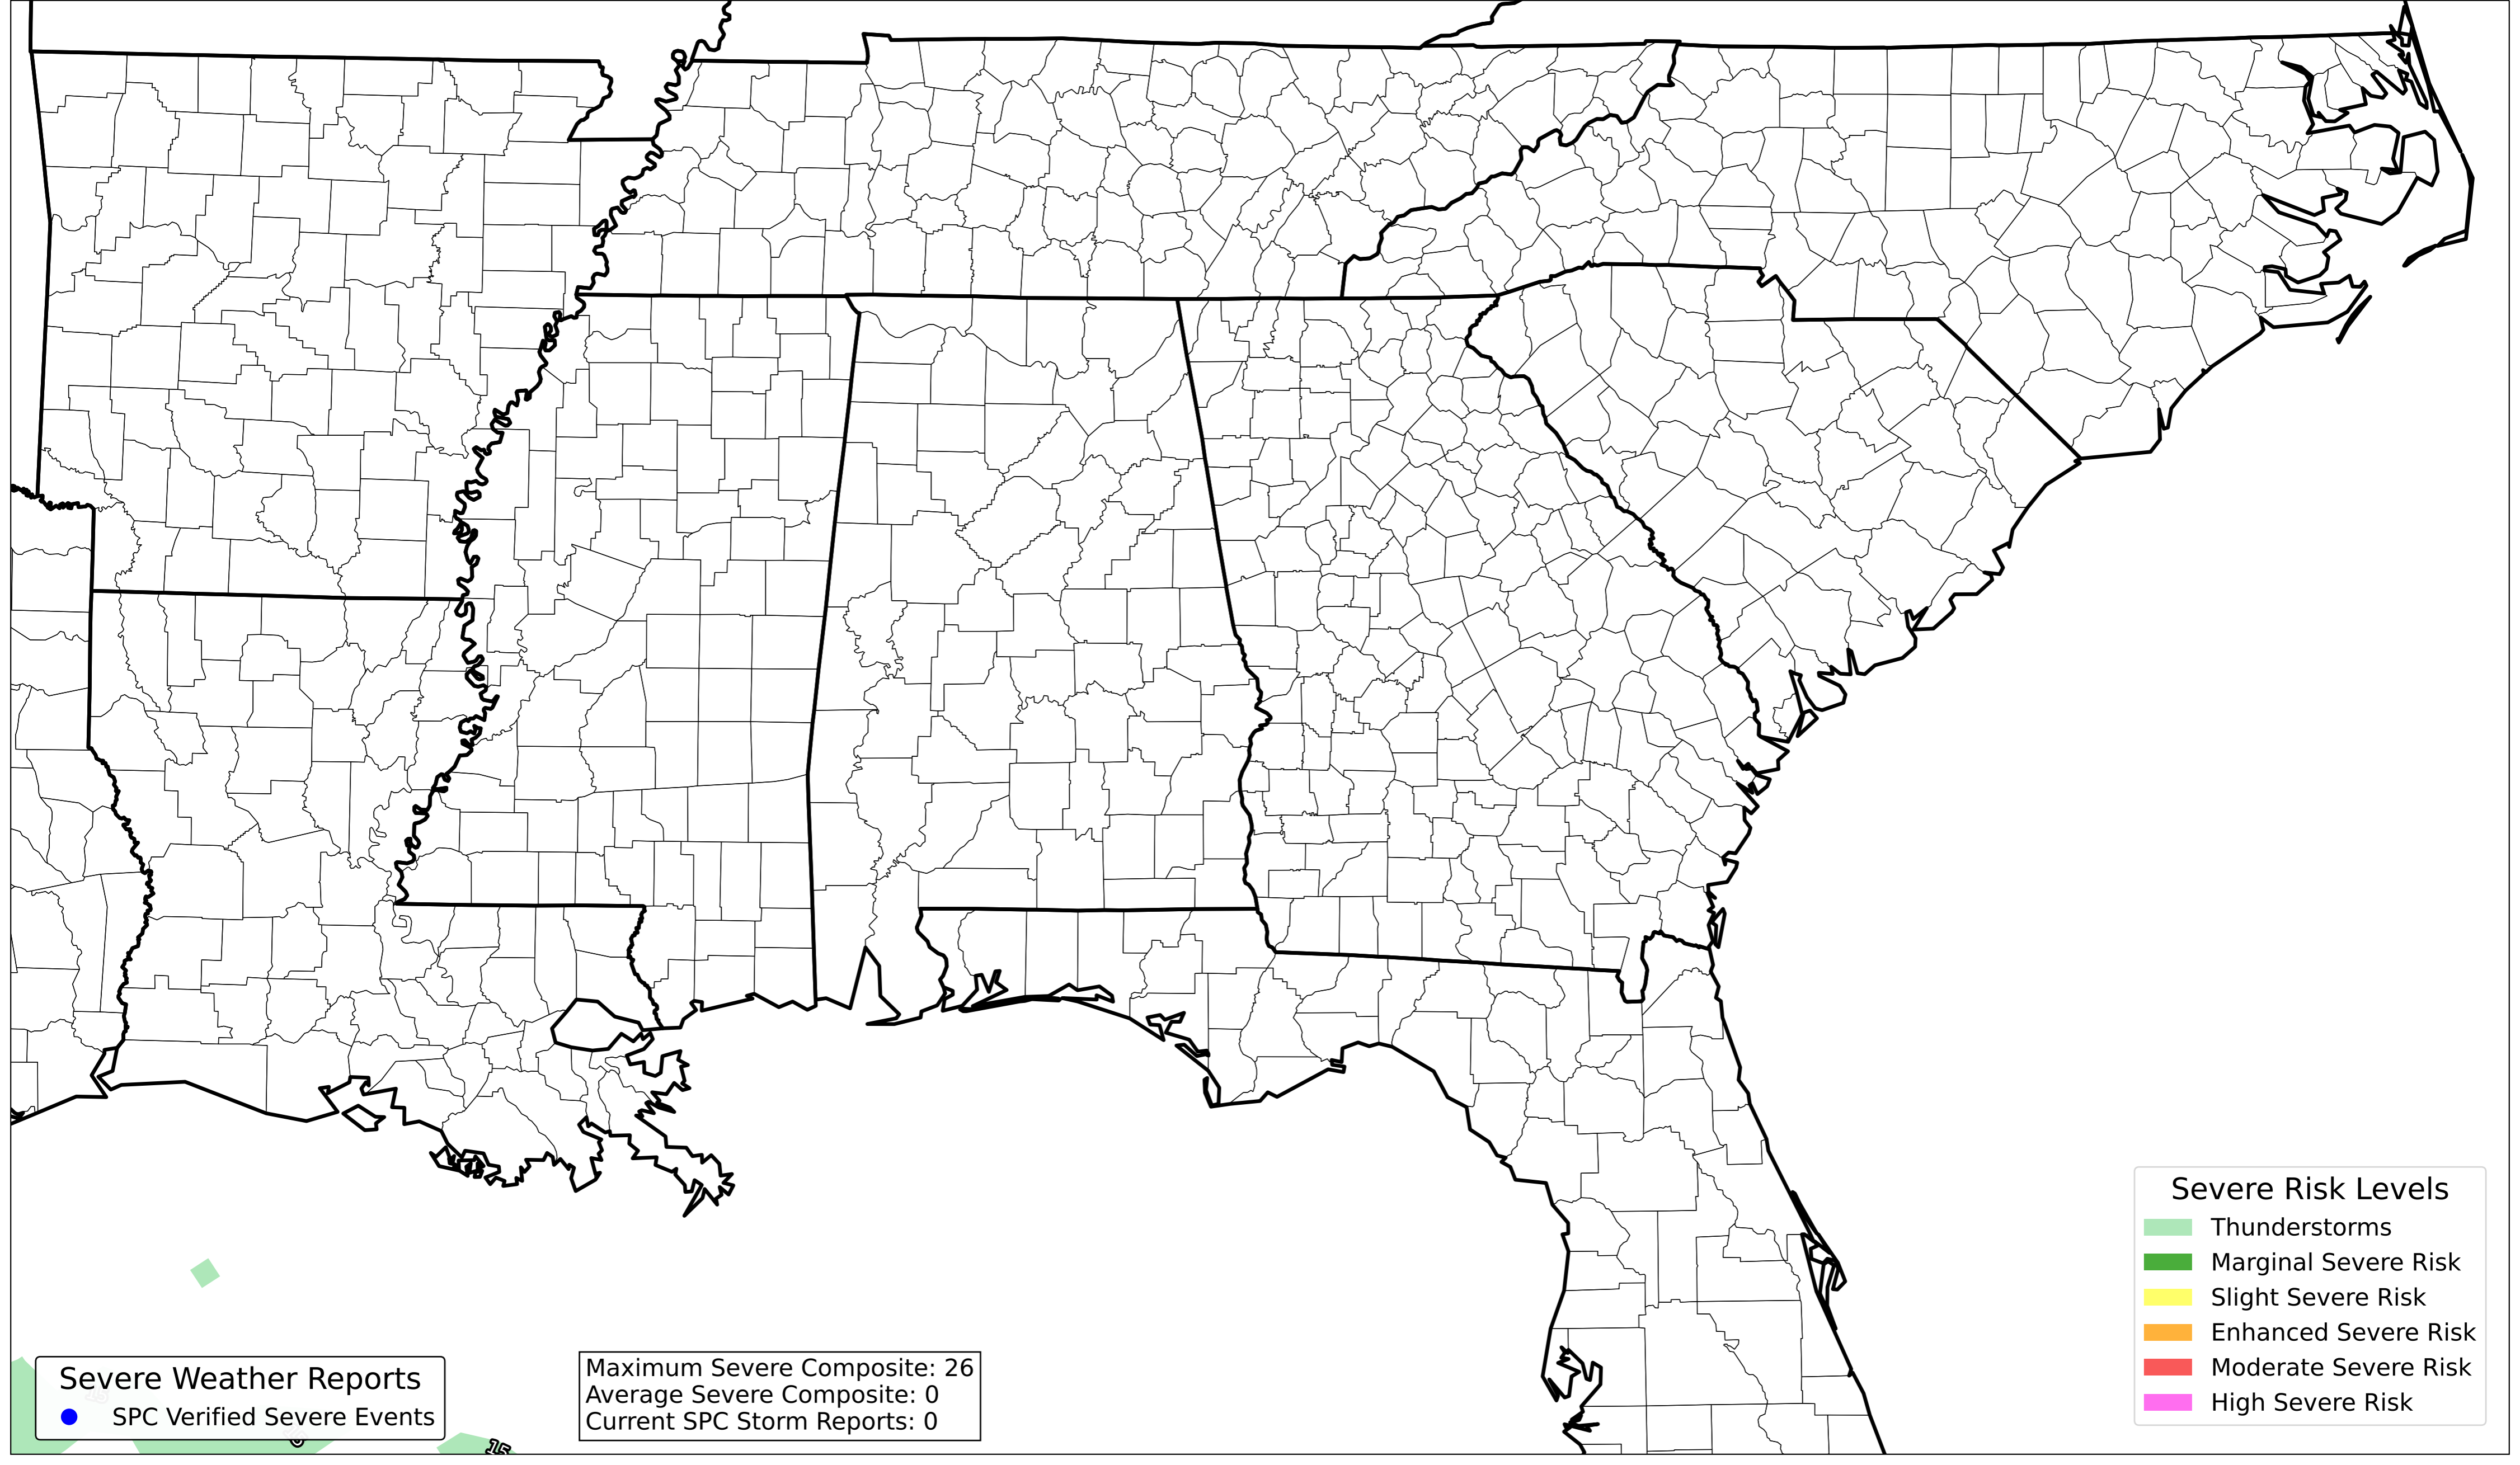 Severe Risk Levels
Thunderstorms
Marginal Severe Risk
Slight Severe Risk
Enhanced Severe Risk
Moderate Severe Risk
High Severe Risk
Severe Weather Reports
SPC Verified Severe Events
Maximum Severe Composite: 26
Average Severe Composite: 0
Current SPC Storm Reports: 0
15